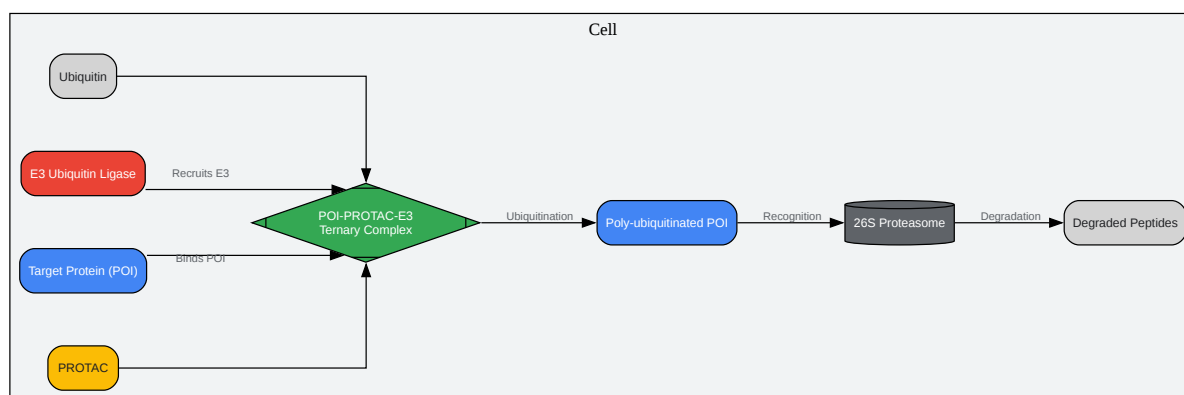 Cell
Ubiquitin
E3 Ubiquitin Ligase
Recruits E3
POI-PROTAC-E3
Ternary Complex
Ubiquitination
Poly-ubiquitinated POI
Recognition
26S Proteasome
Degradation
Degraded Peptides
Target Protein (POI)
Binds POI
PROTAC